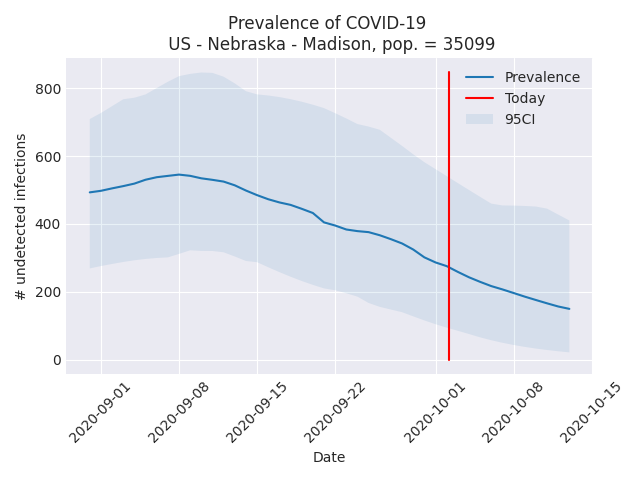 Prevalence of COVID-19
US - Nebraska - Madison, pop. = 35099
Prevalence
Today
95CI
800
600
400
200
0
# undetected infections
2020-09-01
2020-09-08
2020-09-15
2020-09-22
2020-10-01
2020-10-08
2020-10-15
Date